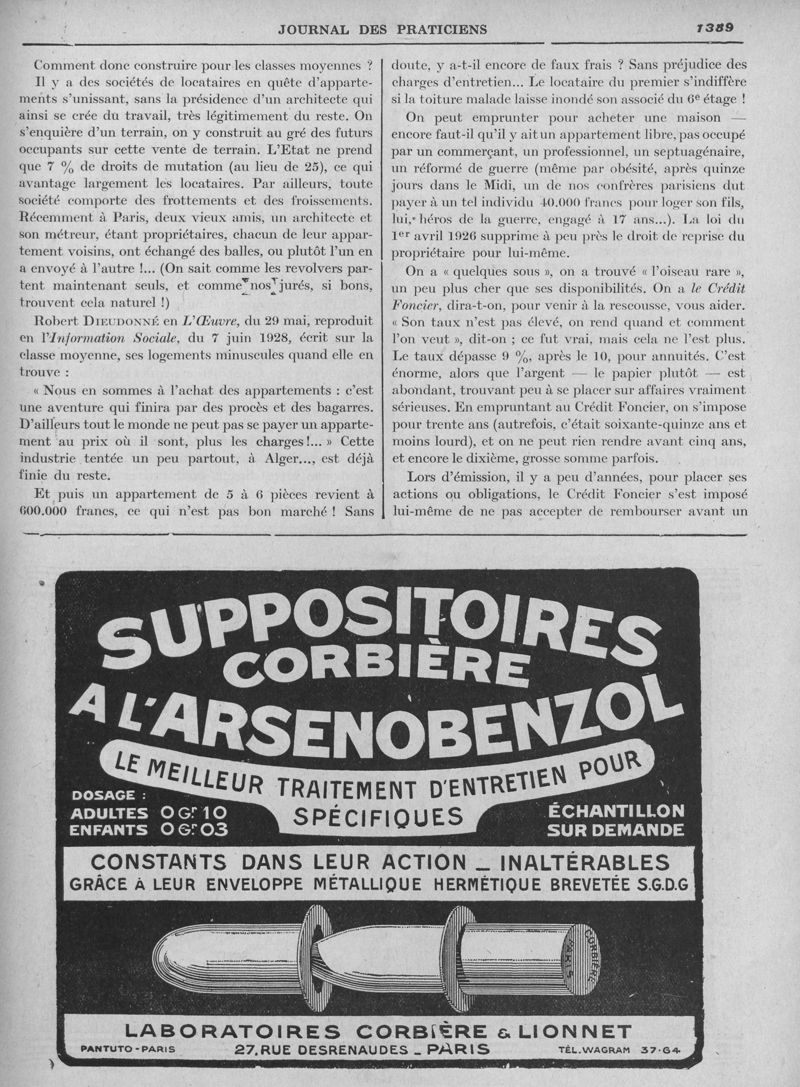 JOURNAL DES PRATICIENS
1389
Comment donc construire pour les classes moyennes ?
Il y a des sociétés de locataires en quête d'apparte-
ments s'unissant, sans la présidence d'un architecte qui
ainsi se crée du travail, très légitimement du reste. On
s'enquière d'un terrain, on y construit au gré des futurs
occupants sur cette vente de terrain. L'Etat ne prend
que 7 % de droits de mutation (au lieu de 25), ce qui
avantage largement les locataires. Par ailleurs, toute
société comporte des frottements et des froissements.
Récemment à Paris, deux vieux amis, un architecte et
son métreur, étant propriétaires, chacun de leur appar-
tement voisins, ont échangé des balles, ou plutôt l'un en
a envoyé à l'autre !... (On sait comme les revolvers par-
tent maintenant seuls, et comme nos jurés, si bons,
trouvent cela naturel !)
Robert DIEUDONNÉ en L'Œuvre, du 29 mai, reproduit
en l'Information Sociale, du 7 juin 1928, écrit sur la
classe moyenne, ses logements minuscules quand elle en
trouve :
« Nous en sommes à l'achat des appartements : c'est
une aventure qui finira par des procès et des bagarres.
D'ailleurs tout le monde ne peut pas se payer un apparte-
ment au prix où il sont, plus les charges !... » Cette
industrie tentée un peu partout, à Alger..., est déjà
finie du reste.
Et puis un appartement de 5 à 6 pièces revient à
600.000 francs, ce qui n'est pas bon marché ! Sans
doute, y a-t-il encore de faux frais ? Sans préjudice des
charges d'entretien... Le locataire du premier s'indiffère
si la toiture malade laisse inondé son associé du 6e étage !
On peut emprunter pour acheter une maison —
encore faut-il qu'il y ait un appartement libre, pas occupé
par un commerçant, un professionnel, un septuagénaire,
un réformé de guerre (même par obésité, après quinze
jours dans le Midi, un de nos confrères parisiens dut
payer à un tel individu 40.000 francs pour loger son fils,
lui, héros de la guerre, engagé à 17 ans...). La loi du
1er avril 1926 supprime à peu près le droit de reprise du
propriétaire pour lui-même.
On a « quelques sous », on a trouvé « l'oiseau rare »,
un peu plus cher que ses disponibilités. On a le Crédit
Foncier, dira-t-on, pour venir à la rescousse, vous aider.
« Son taux n'est pas élevé, on rend quand et comment
l'on veut », dit-on ; ce fut vrai, mais cela ne l'est plus.
Le taux dépasse 9 %, après le 10, pour annuités. C'est
énorme, alors que l'argent — le papier plutôt — est
abondant, trouvant peu à se placer sur affaires vraiment
sérieuses. En empruntant au Crédit Foncier, on s'impose
pour trente ans (autrefois, c'était soixante-quinze ans et
moins lourd), et on ne peut rien rendre avant cinq ans,
et encore le dixième, grosse somme parfois.
Lors d'émission, il y a peu d'années, pour placer ses
actions ou obligations, le Crédit Foncier s'est imposé
lui-même de ne pas accepter de rembourser avant un
SUPPOSITOIRES
CORBIÈRE
A L'ARSENOBENZOL
LE MEILLEUR TRAITEMENT D'ENTRETIEN POUR
SPÉCIFIQUES
DOSAGE :
ADULTES 0 Gr 10
ENFANTS 0 Gr 03
ÉCHANTILLON
SUR DEMANDE
CONSTANTS DANS LEUR ACTION _ INALTÉRABLES
GRÂCE A LEUR ENVELOPPE MÉTALLIQUE HERMÉTIQUE BREVETÉE S.G.D.G
CORBIÈRE
PARIS
LABORATOIRES CORBIÈRE & LIONNET
PANTUTO - PARIS
27, RUE DESRENAUDES _ PARIS
TÉL. WAGRAM 37-64